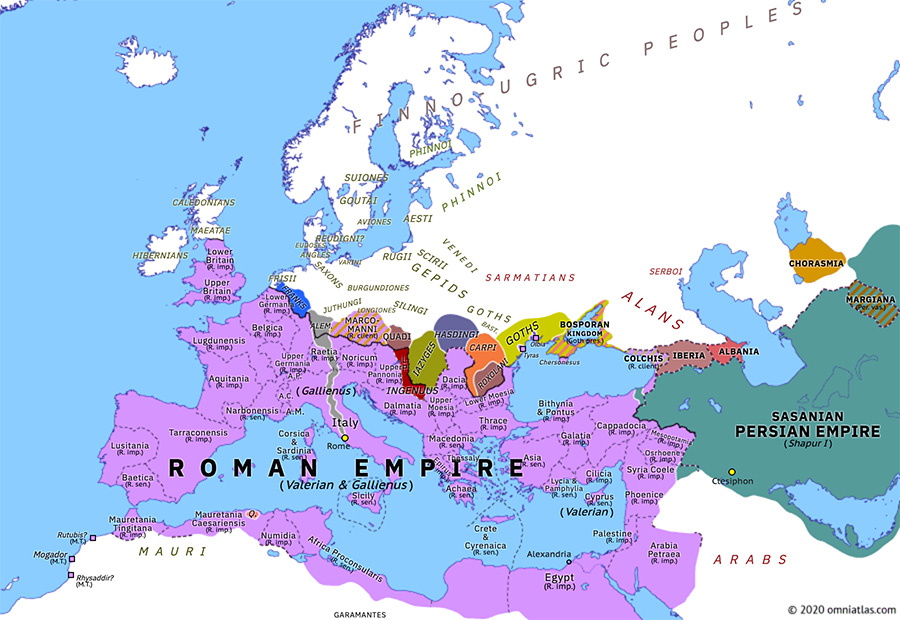 FINNO-UGRIC PEOPLES
PHINNOI
SUIONES
GOUTAI
PHINNOI
CALEDONIANS
AVIONES
AESTI
MAEATAE
REUDIGNI?
EUDOSES
ANGLES
VARINI
HIBERNIANS
Lower
Britain
(R. imp.)
Upper
Britain
(R. imp.)
FRISII
SAXONS
RUGII
SCIRII
VENEDI
GEPIDS
SARMATIANS
SERBOI
ALANS
BURGUNDIONES
JUTHUNGI
LONGIONES
SILINGI
GOTHS
BAST.
CHORASMIA
MARGIANA
(Per. vas.)
FRANKS
Lower
Germania
(R. imp.)
Belgica
(R. imp.)
ALEM.
MARCO-
MANNI
(R. client)
QUADI
IAZYGES
HASDINGI
CARPI
GOTHS
ROXOLANI
Olbia
Tyras
BOSPORAN
KINGDOM
(Goth pres.)
Chersonesus
COLCHIS
(R. client)
IBERIA
ALBANIA
Lugdunensis
(R. imp.)
Upper
Germania
(R. imp.)
A.P.
Raetia
(R. imp.)
Noricum
(R. imp.)
Upper
Pannonia
(R. imp.)
INGENUUS
Dacia
(R. imp.)
Lower Moesia
(R. imp.)
Upper
Moesia
(R. imp.)
Dalmatia
(R. imp.)
Aquitania
(R. imp.)
A.C.
(Gallienus)
Narbonensis
(R. sen.)
A.M.
Italy
Rome
Corsica
&
Sardinia
(R. sen.)
Tarraconensis
(R. imp.)
Lusitania
(R. imp.)
Baetica
(R. sen.)
Thrace
(R. imp.)
Macedonia
(R. sen.)
Thessaly
Epirus
Achaea
(R. sen.)
Bithynia
& Pontus
(R. imp.)
Galatia
(R. imp.)
Cappadocia
(R. imp.)
Asia
(R. sen.)
Lycia &
Pamphylia
(R. sen.)
Cilicia
(R. imp.)
Cyprus
(R. sen.)
(Valerian)
Mesopotamia
(R. imp.)
Osrhoene
(R. imp.)
Syria Coele
(R. imp.)
Phoenice
(R. imp.)
Palestine
(R. imp.)
Arabia
Petraea
(R. imp.)
ROMAN EMPIRE
(Valerian & Gallienus)
Sicily
(R. sen.)
SASANIAN
PERSIAN EMPIRE
(Shapur I)
Ctesiphon
Mauretania
Tingitana
(R. imp.)
Mauretania
Caesariensis
(R. imp.)
Numidia
(R. imp.)
Africa Proconsularis
(R. sen.)
Crete
&
Cyrenaica
(R. sen.)
Alexandria
Egypt
(R. imp.)
Rutubis?
(M.T.)
Mogador
(M.T.)
Rhysaddir?
(M.T.)
MAURI
GARAMANTES
ARABS
© 2020 omniatlas.com